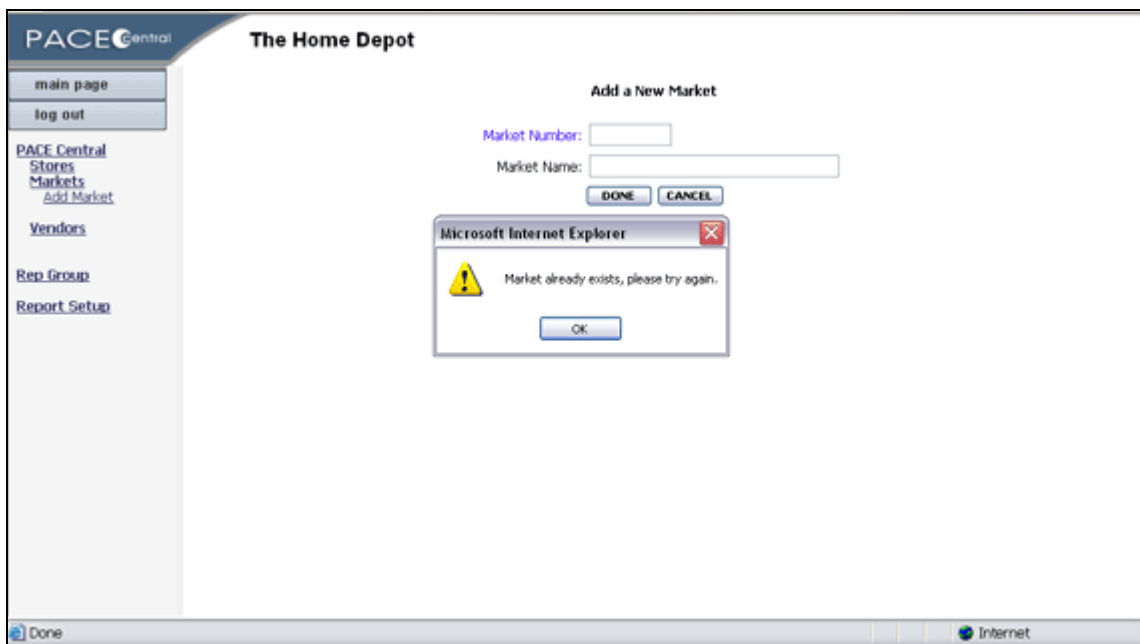 PACE Central
The Home Depot
main page
log out
PACE Central
Stores
Markets
Add Market
Vendors
Rep Group
Report Setup
Add a New Market
Market Number:
Market Name:
DONE CANCEL
Microsoft Internet Explorer
Market already exists, please try again.
OK
Done
Internet